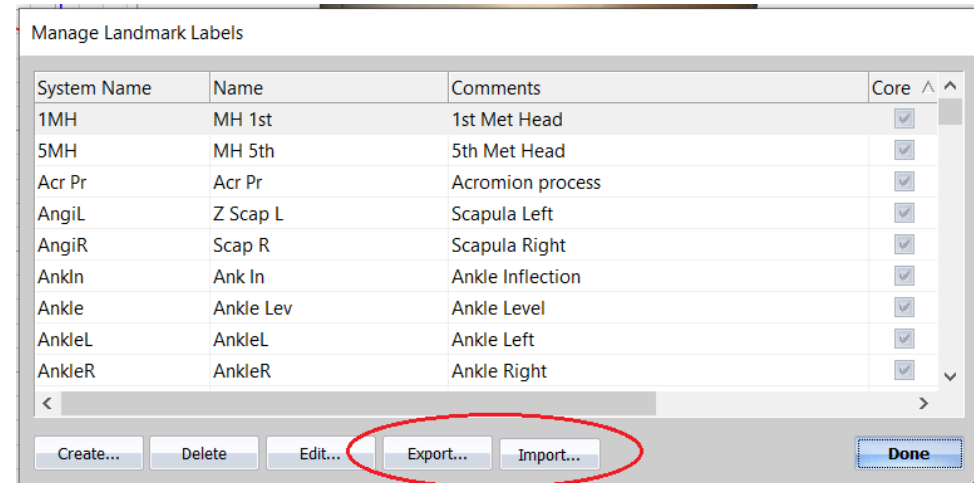 Manage Landmark Labels
System Name Name Comments Core
1MH MH 1st 1st Met Head
5MH MH 5th 5th Met Head
Acr Pr Acr Pr Acromion process
AngiL Z Scap L Scapula Left
AngiR Scap R Scapula Right
AnkIn Ank In Ankle Inflection
Ankle Ankle Lev Ankle Level
AnkleL AnkleL Ankle Left
AnkleR AnkleR Ankle Right
Create... Delete Edit... Export... Import... Done